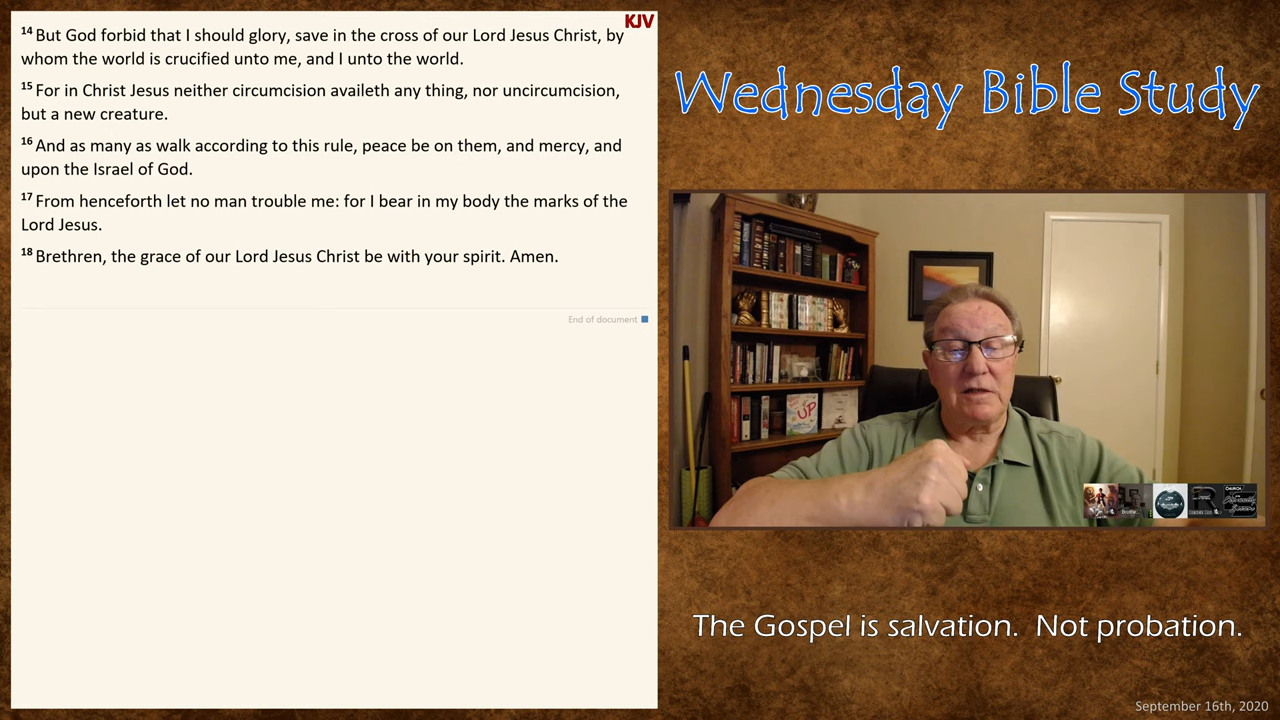 KJV
14 But God forbid that I should glory, save in the cross of our Lord Jesus Christ, by
whom the world is crucified unto me, and I unto the world.
15 For in Christ Jesus neither circumcision availeth any thing, nor uncircumcision,
but a new creature.
16 And as many as walk according to this rule, peace be on them, and mercy, and
upon the Israel of God.
17 From henceforth let no man trouble me: for I bear in my body the marks of the
Lord Jesus.
18 Brethren, the grace of our Lord Jesus Christ be with your spirit. Amen.
End of document
Wednesday Bible Study
UP
CHURCH
The Gospel is salvation. Not probation.
September 16th, 2020